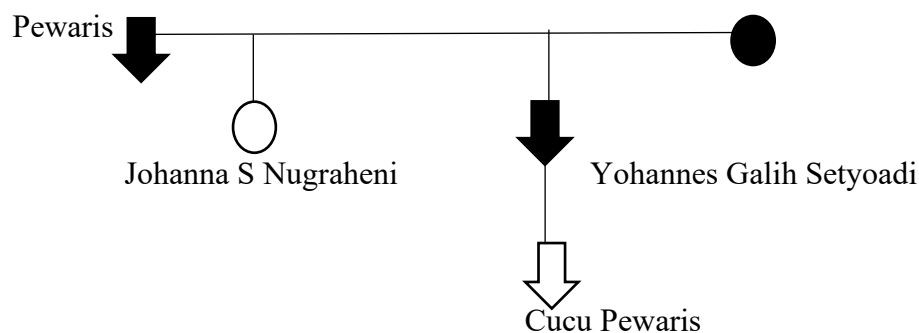 Pewaris
Johanna S Nugraheni
Yohannes Galih Setyoadi
Cucu Pewaris